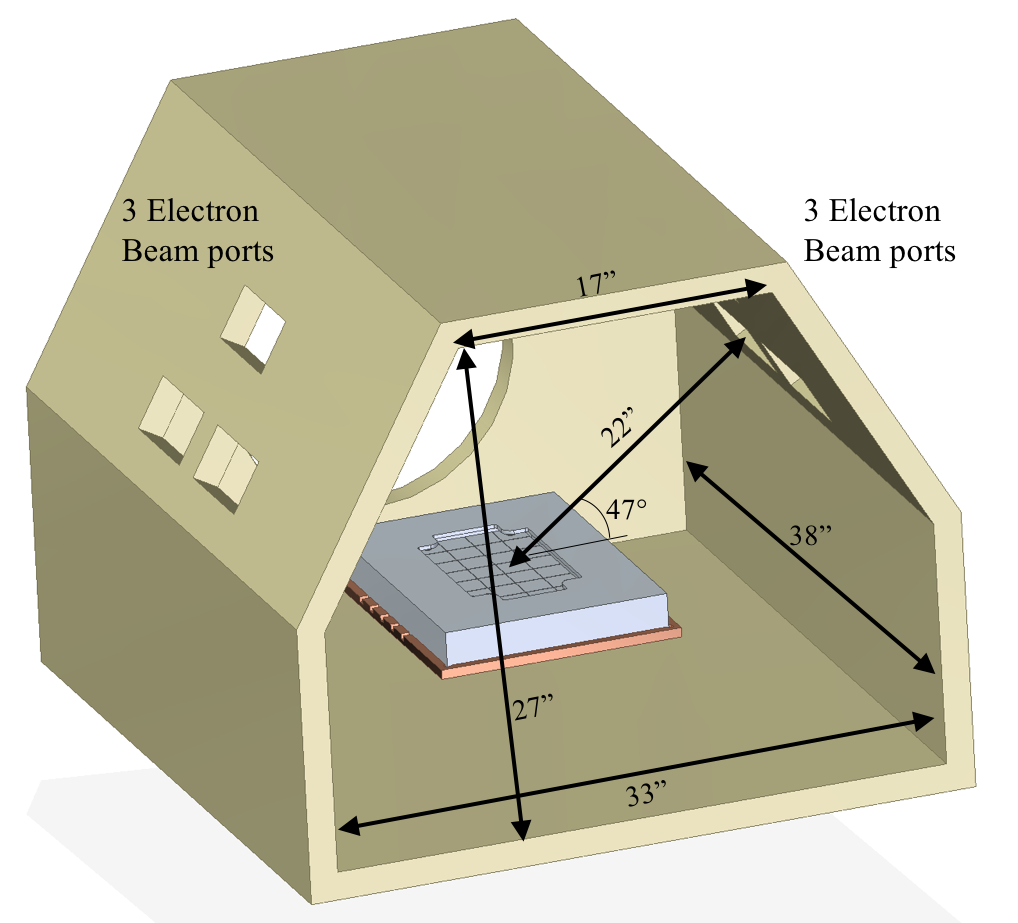 3 Electron
Beam ports
3 Electron
Beam ports
17”
22”
47°
38”
27”
33”